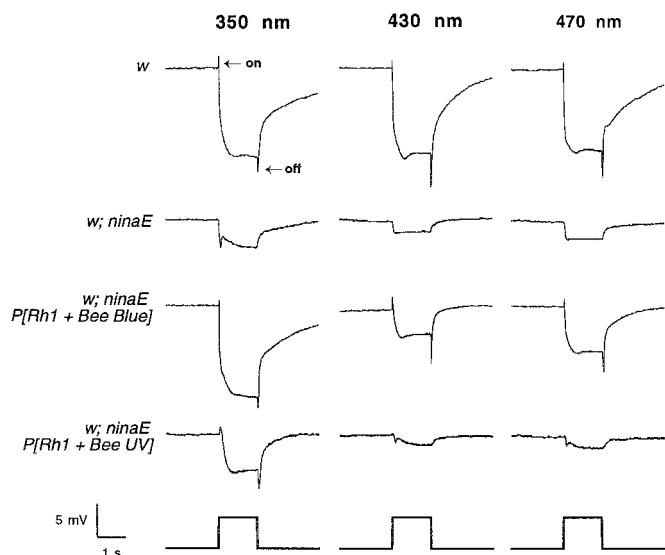 350 nm 430 nm 470 nm
w
← on
← off
w; ninaE
w; ninaE
P[Rh1 + Bee Blue]
w; ninaE
P[Rh1 + Bee UV]
5 mV
1 s